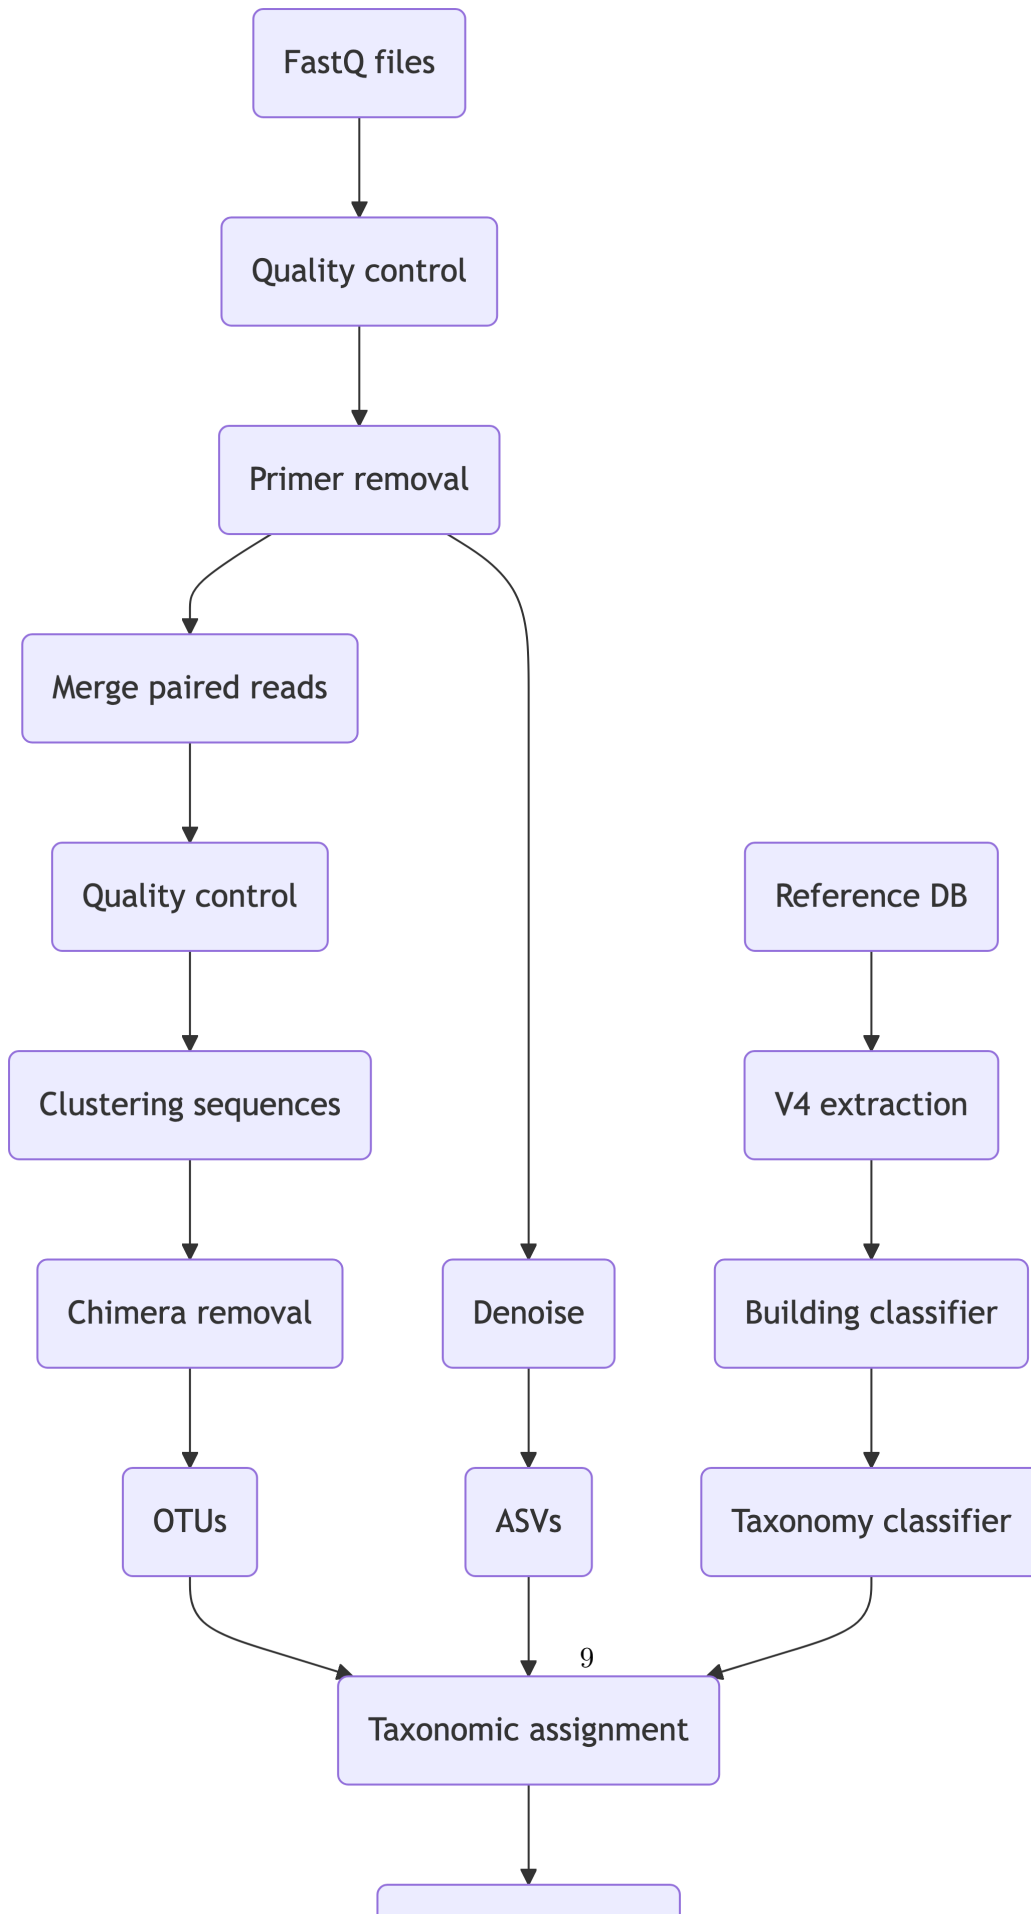 FastQ files
Quality control
Primer removal
Merge paired reads
Quality control
Reference DB
Clustering sequences
V4 extraction
Chimera removal
Denoise
Building classifier
OTUs
ASVs
Taxonomy classifier
9
Taxonomic assignment